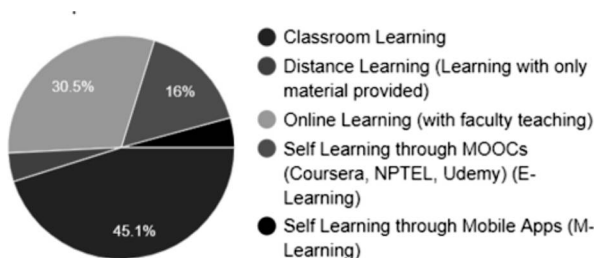 30.5%
16%
45.1%
Classroom Learning
Distance Learning (Learning with only
material provided)
Online Learning (with faculty teaching)
Self Learning through MOOCs
(Coursera, NPTEL, Udemy) (E-
Learning)
Self Learning through Mobile Apps (M-
Learning)